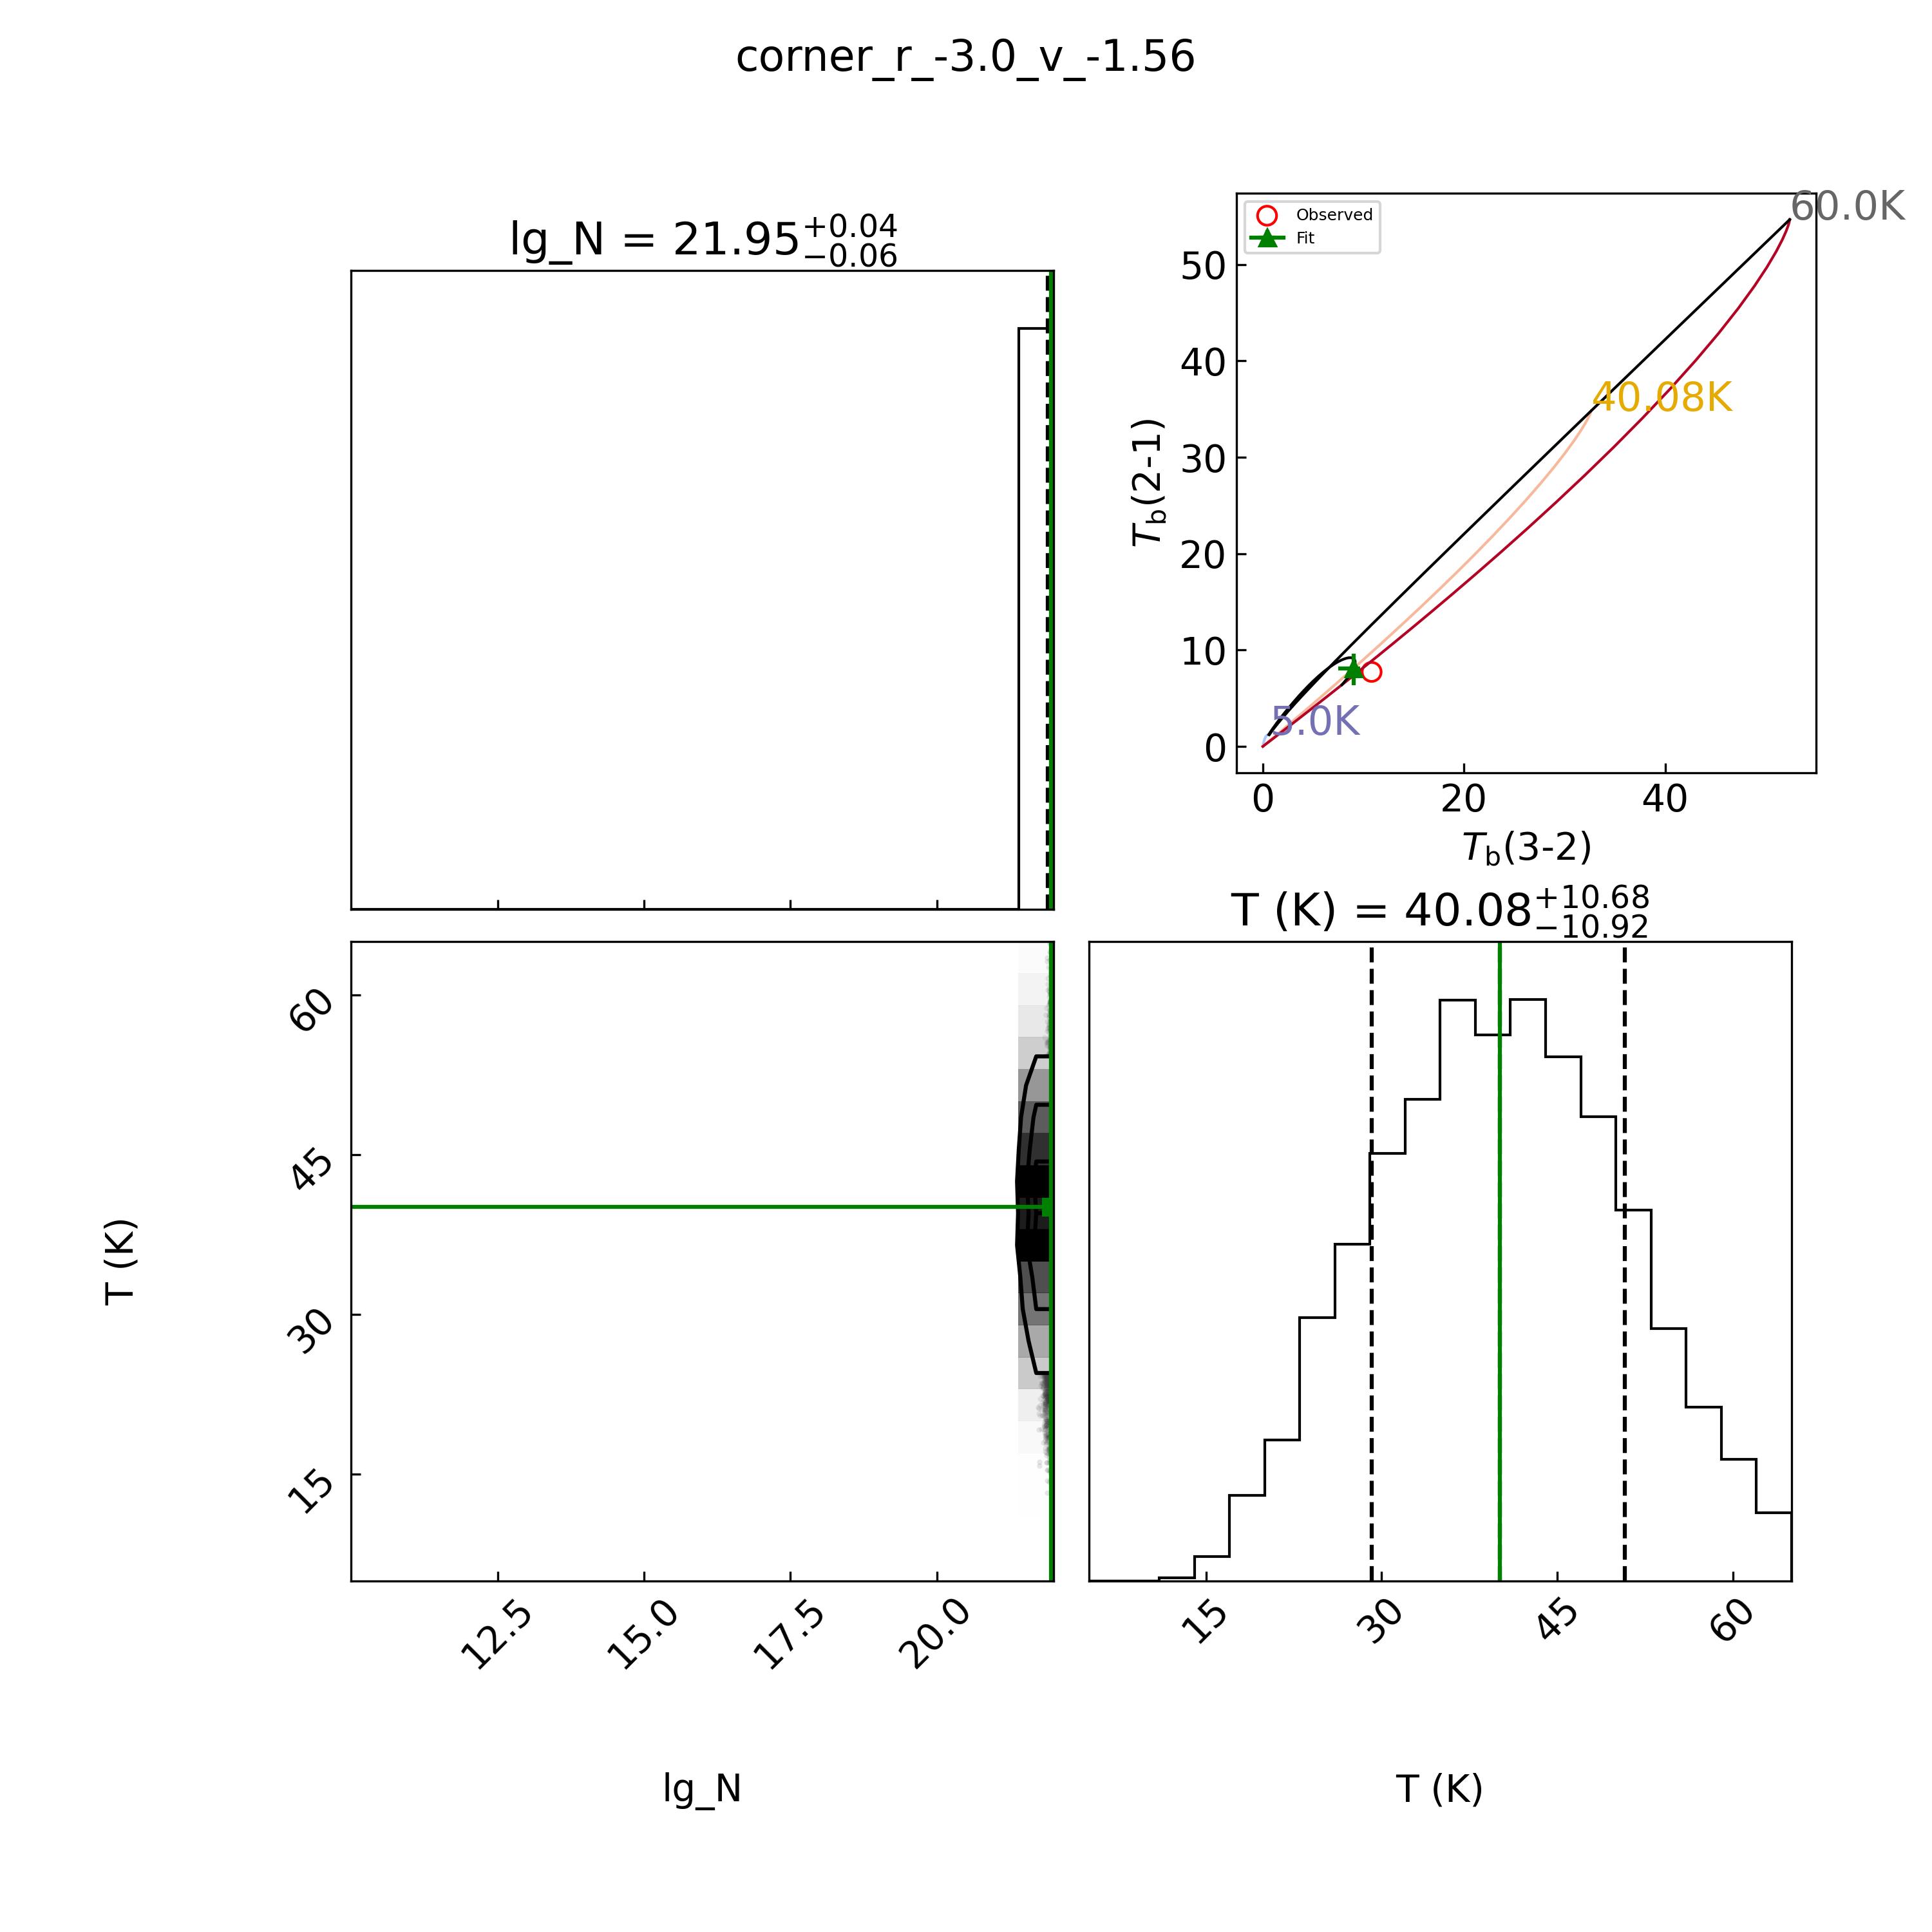 corner_r_-3.0_v_-1.56
lg_N = 21.95+0.04 −0.06
60.0K
Observed
Fit
50
40
30
20
10
0
40.08K
5.0K
Tb(2-1)
0 20 40
Tb(3-2)
T (K) = 40.08+10.68 −10.92
60
45
30
15
T (K)
12.5 15.0 17.5 20.0
15 30 45 60
lg_N
T (K)